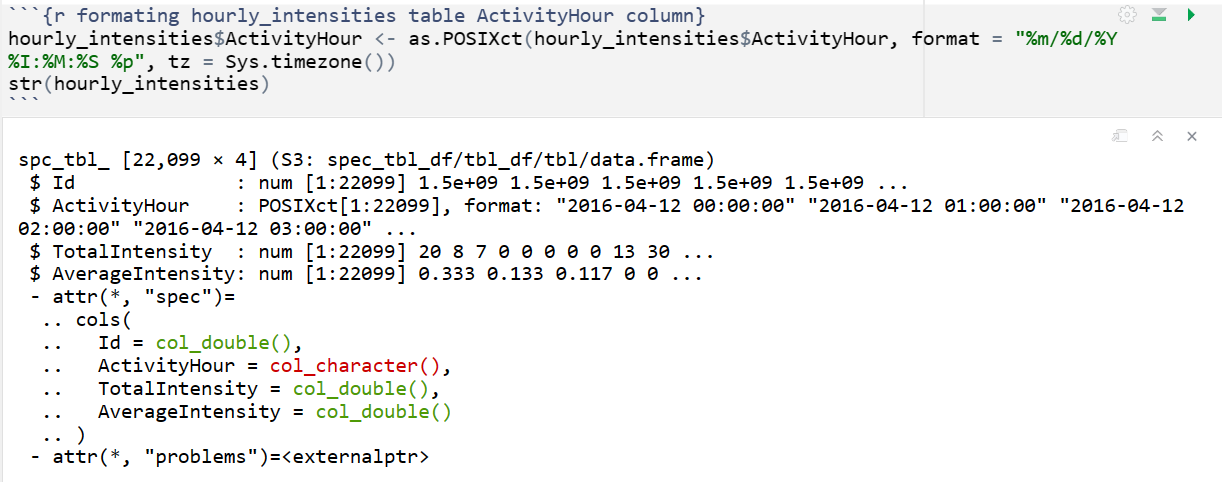 ```{r formating hourly_intensities table ActivityHour column}
hourly_intensities$ActivityHour <- as.POSIXct(hourly_intensities$ActivityHour, format = "%m/%d/%Y
%I:%M:%S %p", tz = Sys.timezone())
str(hourly_intensities)
```
spc_tbl_ [22,099 × 4] (S3: spec_tbl_df/tbl_df/tbl/data.frame)
 $ Id              : num [1:22099] 1.5e+09 1.5e+09 1.5e+09 1.5e+09 1.5e+09 ...
 $ ActivityHour    : POSIXct[1:22099], format: "2016-04-12 00:00:00" "2016-04-12 01:00:00" "2016-04-12
02:00:00" "2016-04-12 03:00:00" ...
 $ TotalIntensity  : num [1:22099] 20 8 7 0 0 0 0 0 13 30 ...
 $ AverageIntensity: num [1:22099] 0.333 0.133 0.117 0 0 ...
 - attr(*, "spec")=
  .. cols(
  ..   Id = col_double(),
  ..   ActivityHour = col_character(),
  ..   TotalIntensity = col_double(),
  ..   AverageIntensity = col_double()
  .. )
 - attr(*, "problems")=<externalptr>